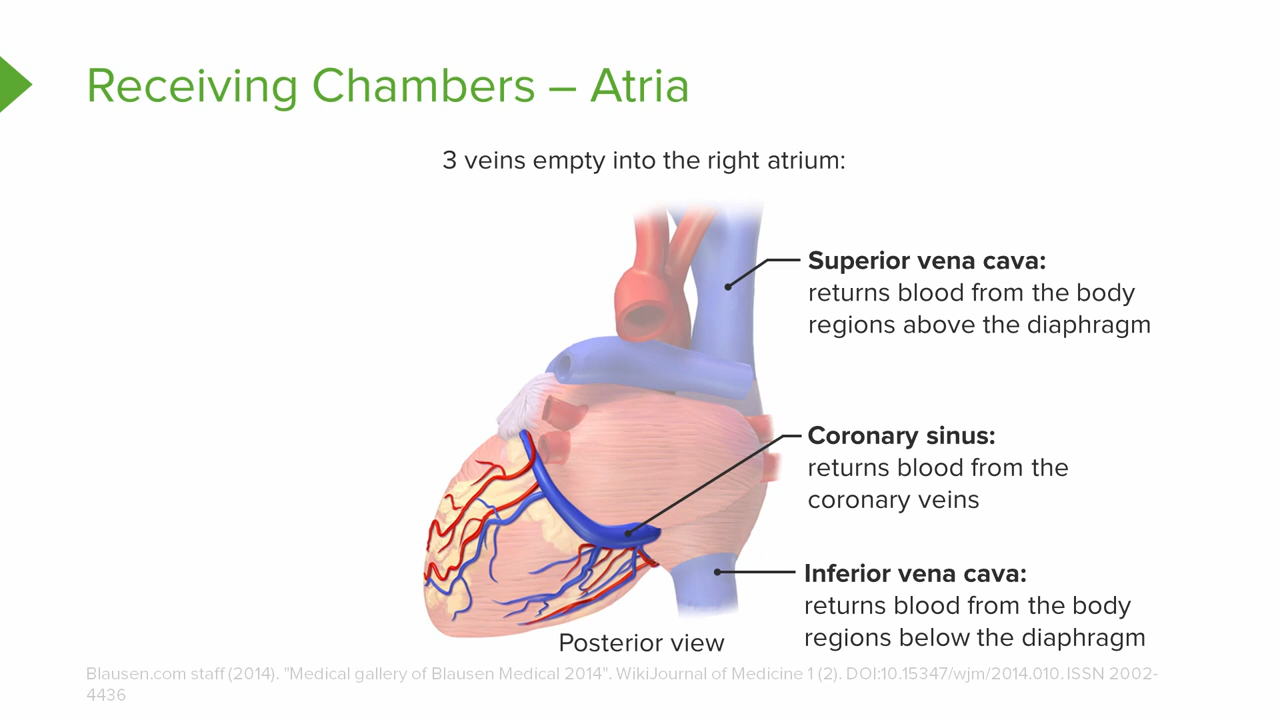 Receiving Chambers – Atria
3 veins empty into the right atrium:
Superior vena cava:
returns blood from the body
regions above the diaphragm
Coronary sinus:
returns blood from the
coronary veins
Inferior vena cava:
returns blood from the body
regions below the diaphragm
Posterior view
Blausen.com staff (2014). "Medical gallery of Blausen Medical 2014". WikiJournal of Medicine 1 (2). DOI:10.15347/wjm/2014.010. ISSN 2002-
4436